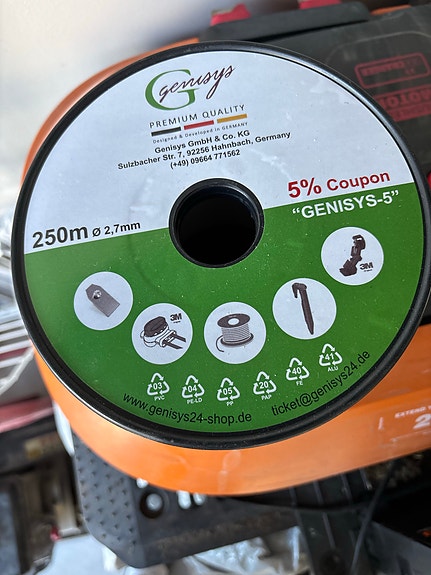 G
genisys
PREMIUM QUALITY
Designed & Developed in GERMANY
Genisys GmbH & Co. KG
Sulzbacher Str. 7, 92256 Hahnbach, Germany
(+49) 09664 771562
5% Coupon
"GENISYS-5"
250m ø 2,7mm
3M
3M
03
PVC
04
PE-LD
05
PP
20
PAP
40
FE
41
ALU
www.genisys24-shop.de
ticket@genisys24.de
EXTEND